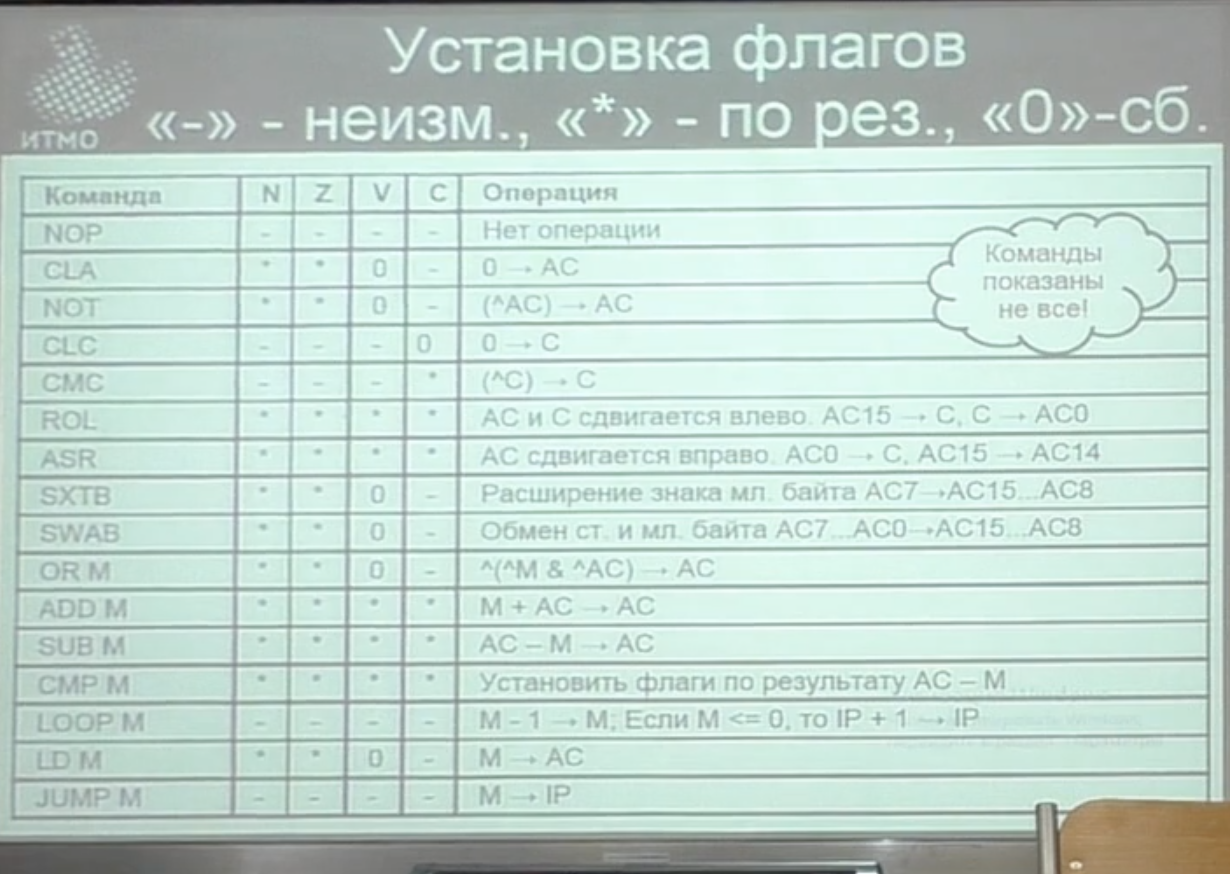 Установка флагов
ИТМО «-» - неизм., «*» - по рез., «0»-сб.
Команда N Z V C Операция
NOP - - - - Нет операции
CLA * * 0 - 0 → AC
NOT * * 0 - (^AC) → AC
CLC - - - 0 0 → C
CMC - - - * (^C) → C
ROL * * * * AC и C сдвигается влево. AC15 → C, C → AC0
ASR * * * * AC сдвигается вправо. AC0 → C, AC15 → AC14
SXTB * * 0 - Расширение знака мл. байта AC7→AC15...AC8
SWAB * * 0 - Обмен ст. и мл. байта AC7...AC0→AC15...AC8
OR M * * 0 - ^(^M & ^AC) → AC
ADD M * * * * M + AC → AC
SUB M * * * * AC – M → AC
CMP M * * * * Установить флаги по результату AC – M
LOOP M - - - - M - 1 → M; Если M <= 0, то IP + 1 → IP
LD M * * 0 - M → AC
JUMP M - - - - M → IP
Команды
показаны
не все!